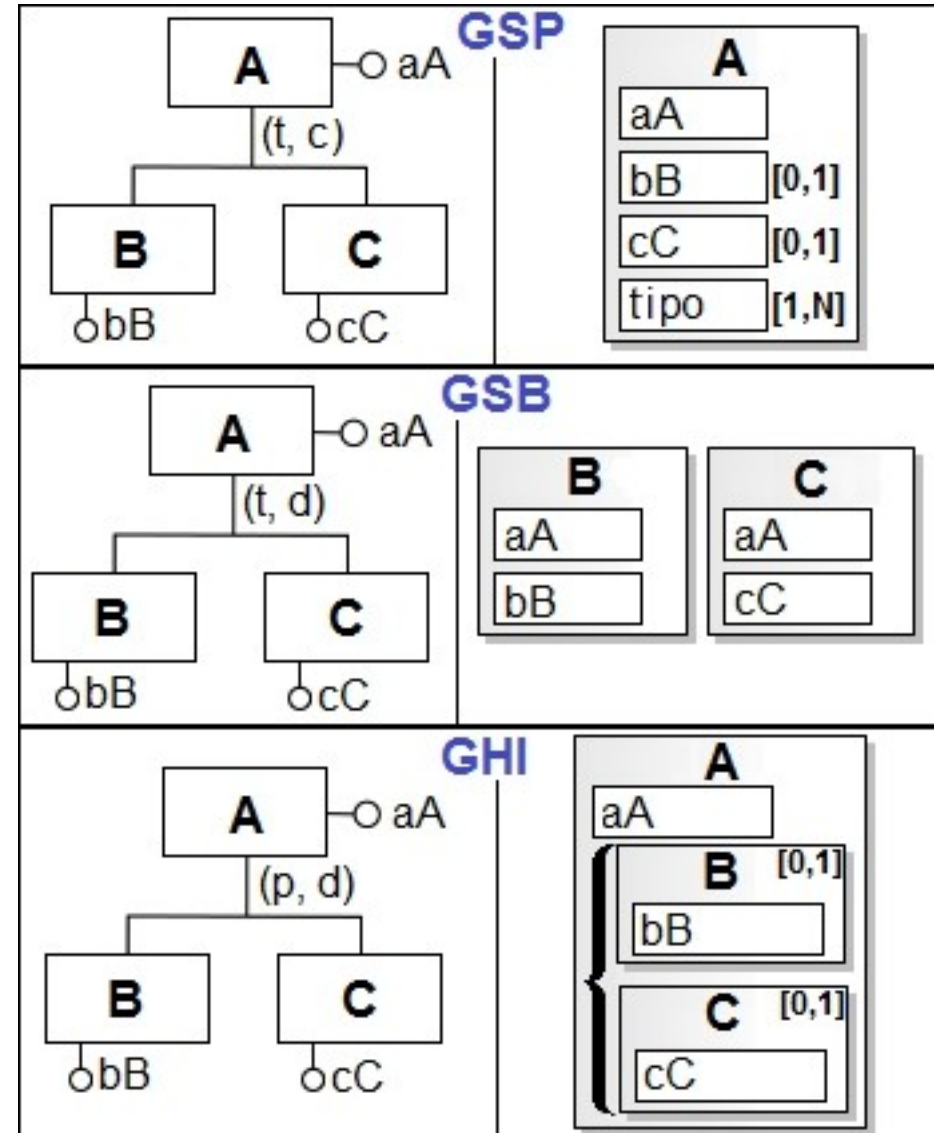 GSP
A aA
(t, c)
B C
bB cC
A
aA
bB [0,1]
cC [0,1]
tipo [1,N]
GSB
A aA
(t, d)
B C
bB cC
B C
aA aA
bB cC
GHI
A aA
(p, d)
B C
bB cC
A
aA
B [0,1]
bB
C [0,1]
cC